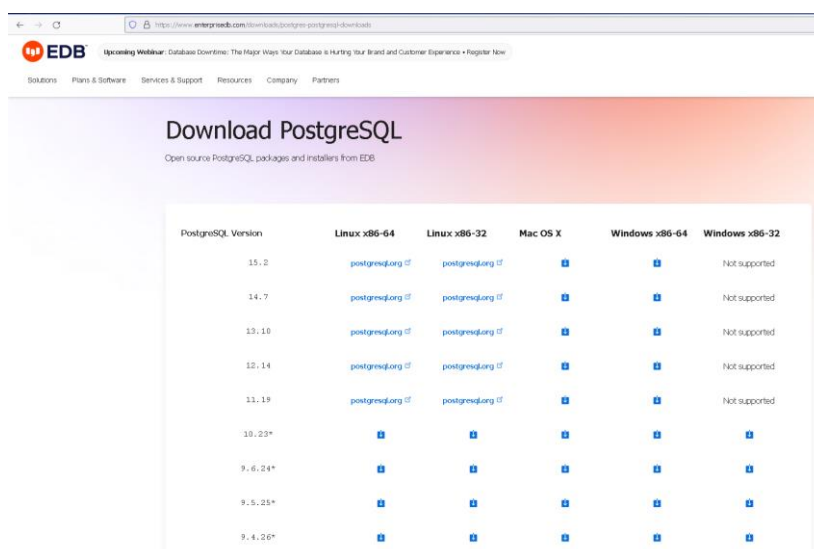 https://www.enterprisedb.com/downloads/postgres-postgresql-downloads
EDB Upcoming Webinar: Database Downtime: The Major Ways Your Database is Hurting Your Brand and Customer Experience • Register Now
Solutions Plans & Software Services & Support Resources Company Partners
Download PostgreSQL
Open source PostgreSQL packages and installers from EDB
PostgreSQL Version Linux x86-64 Linux x86-32 Mac OS X Windows x86-64 Windows x86-32
15.2 postgresql.org postgresql.org Not supported
14.7 postgresql.org postgresql.org Not supported
13.10 postgresql.org postgresql.org Not supported
12.14 postgresql.org postgresql.org Not supported
11.19 postgresql.org postgresql.org Not supported
10.23*
9.6.24*
9.5.25*
9.4.26*